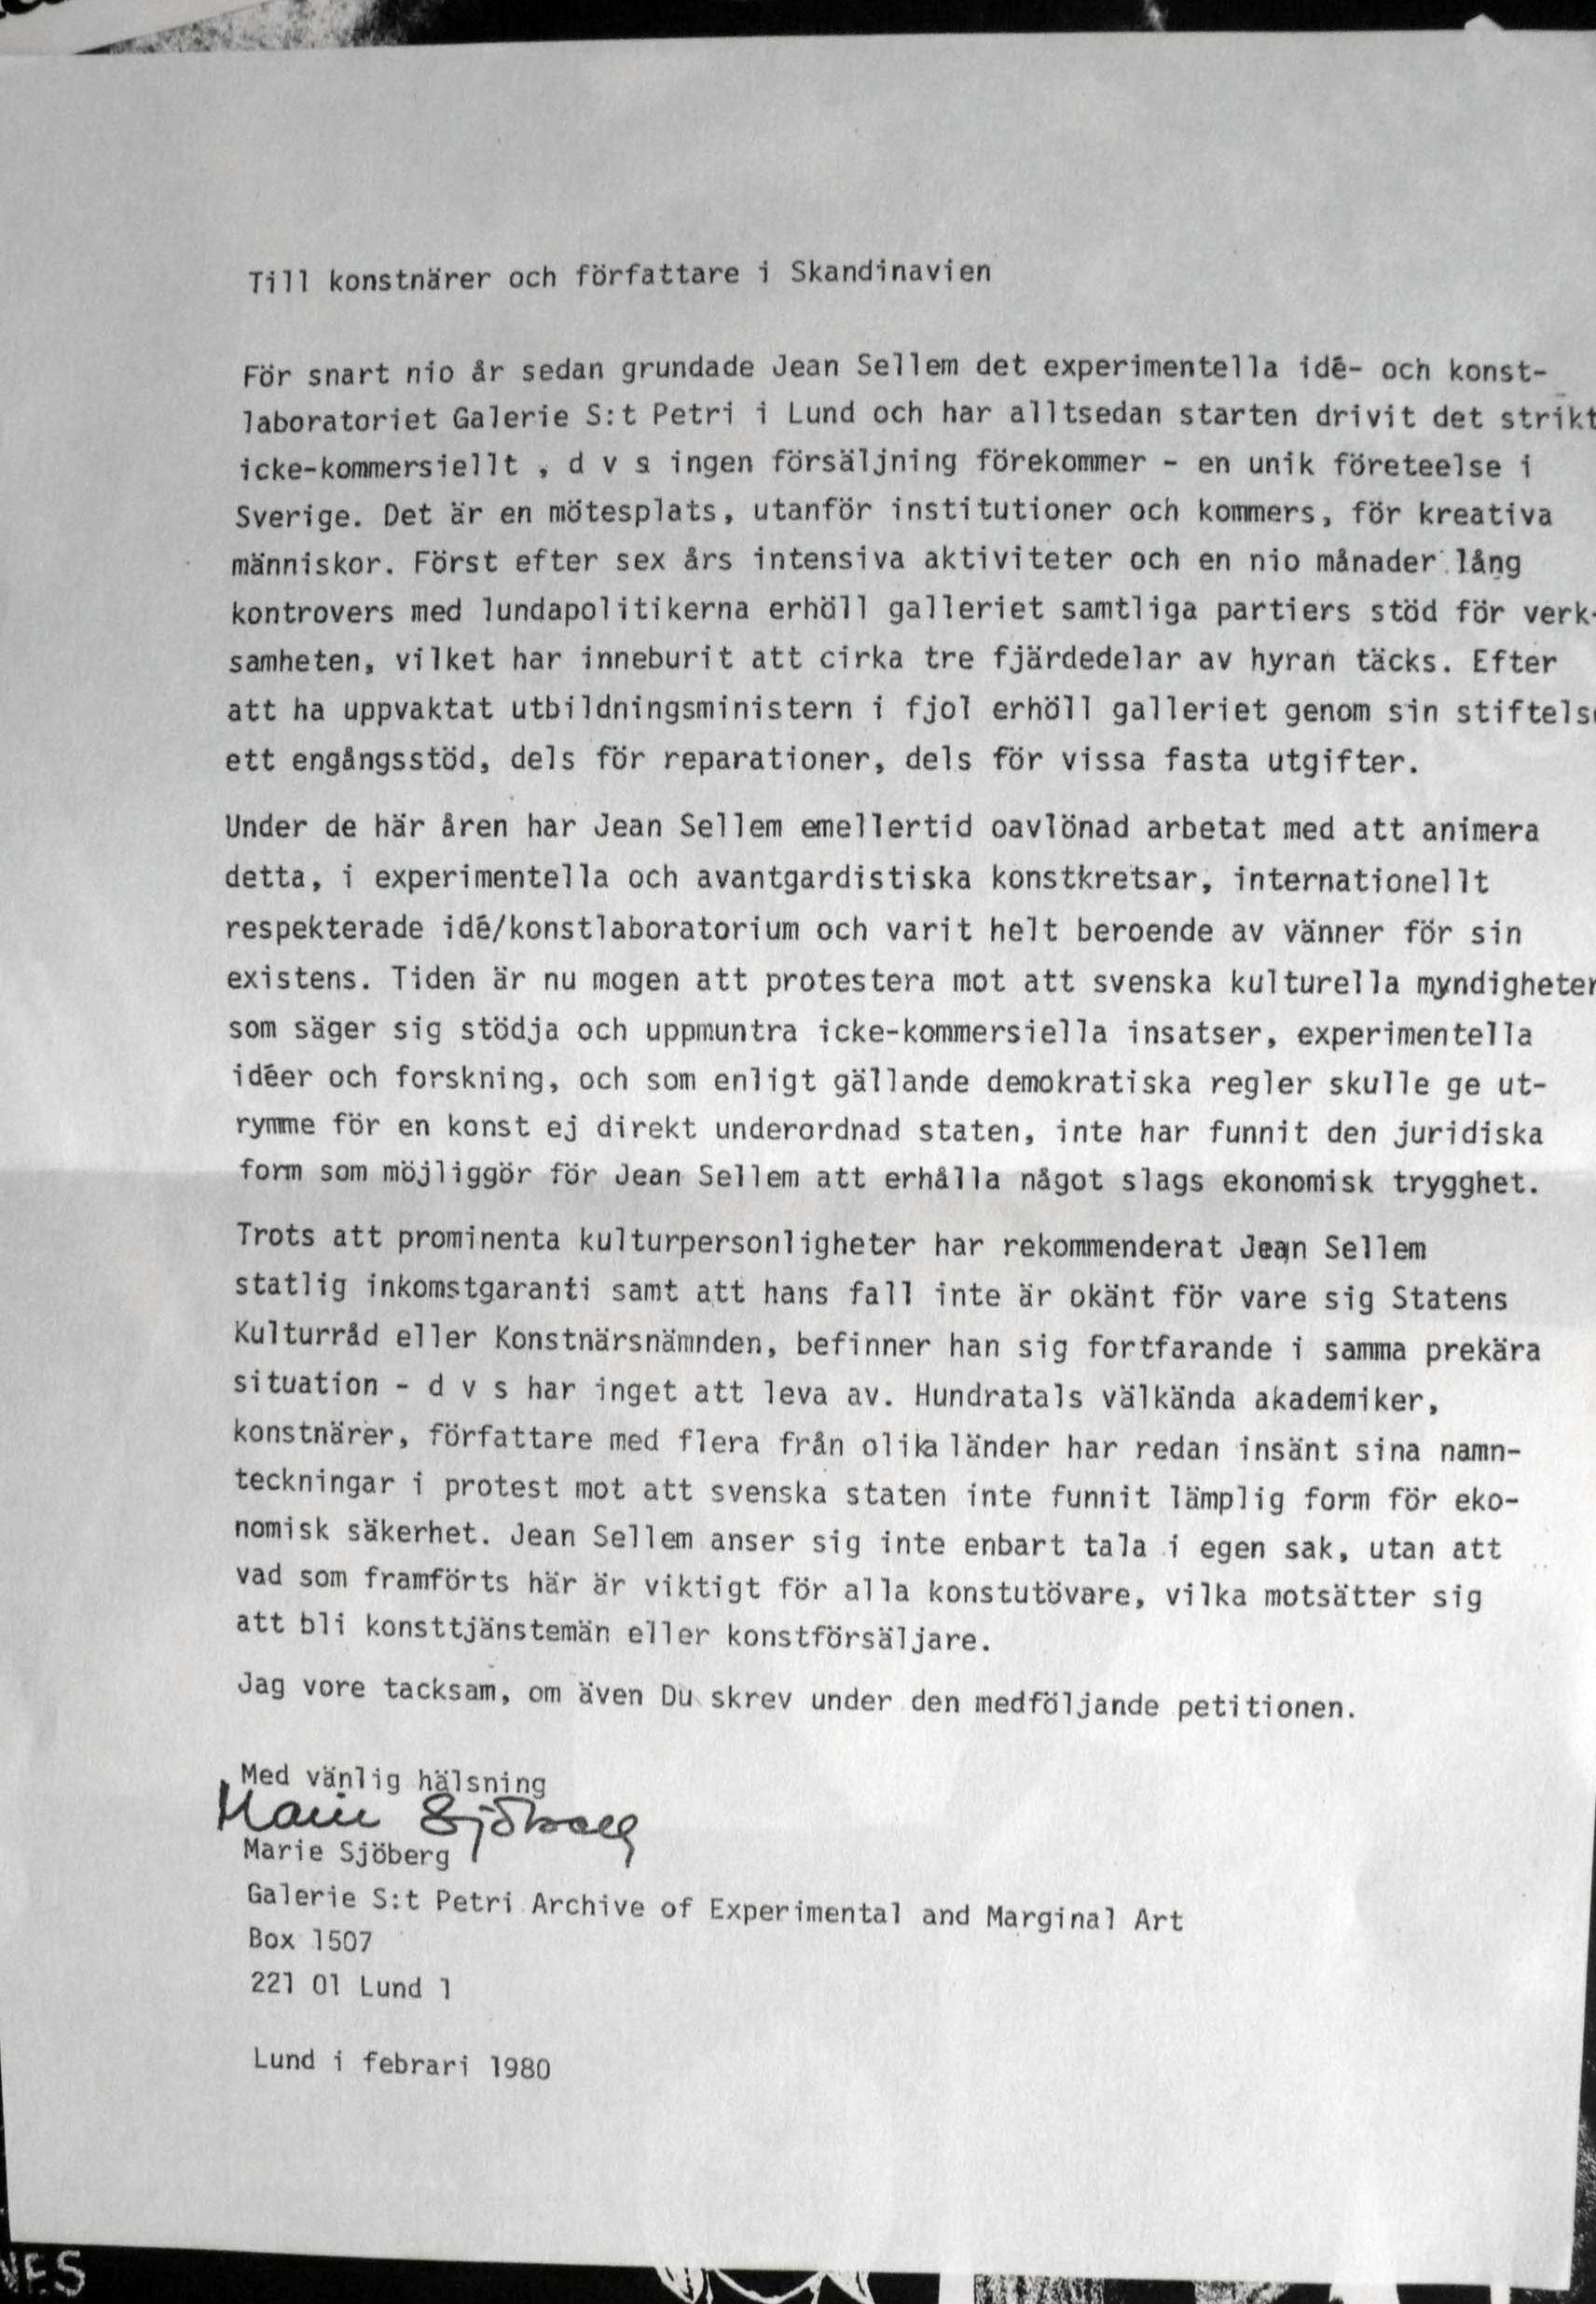 Till konstnärer och författare i Skandinavien
För snart nio år sedan grundade Jean Sellem det experimentella idé- och konst-
laboratoriet Galerie S:t Petri i Lund och har alltsedan starten drivit det strikt
icke-kommersiellt , d v s ingen försäljning förekommer - en unik företeelse i
Sverige. Det är en mötesplats, utanför institutioner och kommers, för kreativa
människor. Först efter sex års intensiva aktiviteter och en nio månader lång
kontrovers med lundapolitikerna erhöll galleriet samtliga partiers stöd för verk-
samheten, vilket har inneburit att cirka tre fjärdedelar av hyran täcks. Efter
att ha uppvaktat utbildningsministern i fjol erhöll galleriet genom sin stiftelse
ett engångsstöd, dels för reparationer, dels för vissa fasta utgifter.
Under de här åren har Jean Sellem emellertid oavlönad arbetat med att animera
detta, i experimentella och avantgardistiska konstkretsar, internationellt
respekterade idé/konstlaboratorium och varit helt beroende av vänner för sin
existens. Tiden är nu mogen att protestera mot att svenska kulturella myndigheter
som säger sig stödja och uppmuntra icke-kommersiella insatser, experimentella
idéer och forskning, och som enligt gällande demokratiska regler skulle ge ut-
rymme för en konst ej direkt underordnad staten, inte har funnit den juridiska
form som möjliggör för Jean Sellem att erhålla något slags ekonomisk trygghet.
Trots att prominenta kulturpersonligheter har rekommenderat Jean Sellem
statlig inkomstgaranti samt att hans fall inte är okänt för vare sig Statens
Kulturråd eller Konstnärsnämnden, befinner han sig fortfarande i samma prekära
situation - d v s har inget att leva av. Hundratals välkända akademiker,
konstnärer, författare med flera från olika länder har redan insänt sina namn-
teckningar i protest mot att svenska staten inte funnit lämplig form för eko-
nomisk säkerhet. Jean Sellem anser sig inte enbart tala i egen sak, utan att
vad som framförts här är viktigt för alla konstutövare, vilka motsätter sig
att bli konsttjänstemän eller konstförsäljare.
Jag vore tacksam, om även Du skrev under den medföljande petitionen.
Med vänlig hälsning
Marie Sjöberg
Marie Sjöberg
Galerie S:t Petri Archive of Experimental and Marginal Art
Box 1507
221 01 Lund 1
Lund i febrari 1980